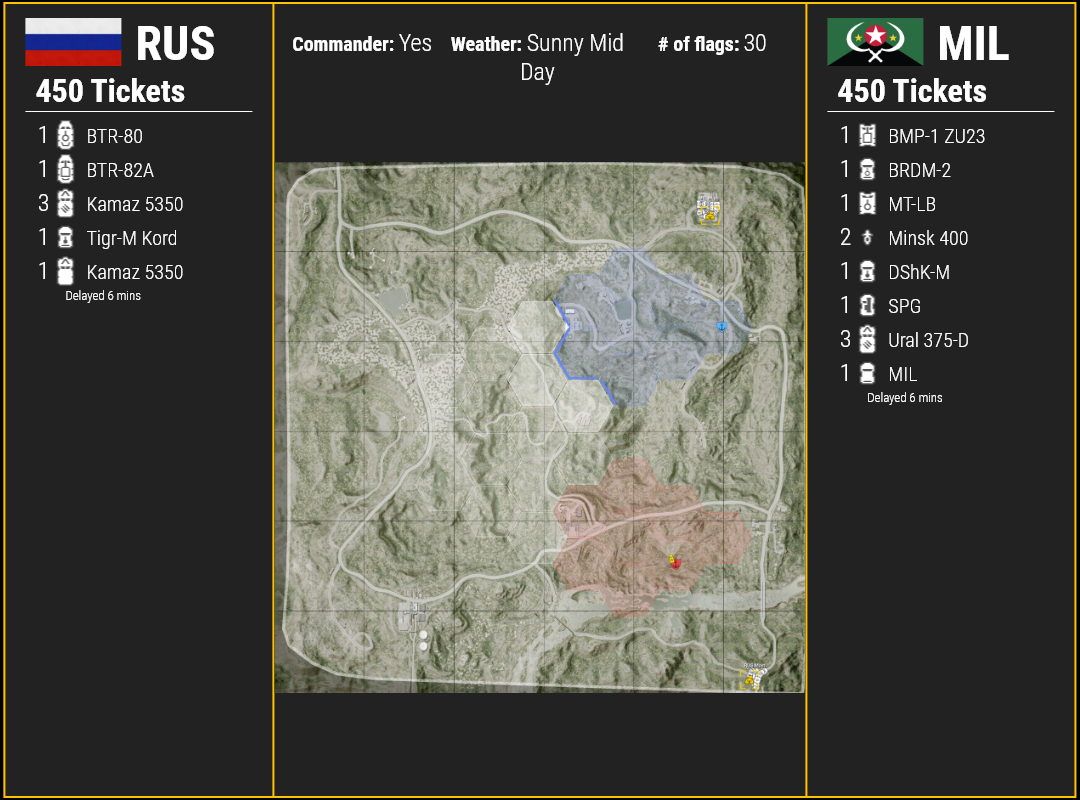 RUS
450 Tickets
1 BTR-80
1 BTR-82A
3 Kamaz 5350
1 Tigr-M Kord
1 Kamaz 5350
Delayed 6 mins
Commander: Yes Weather: Sunny Mid Day # of flags: 30
MIL
450 Tickets
1 BMP-1 ZU23
1 BRDM-2
1 MT-LB
2 Minsk 400
1 DShK-M
1 SPG
3 Ural 375-D
1 MIL
Delayed 6 mins